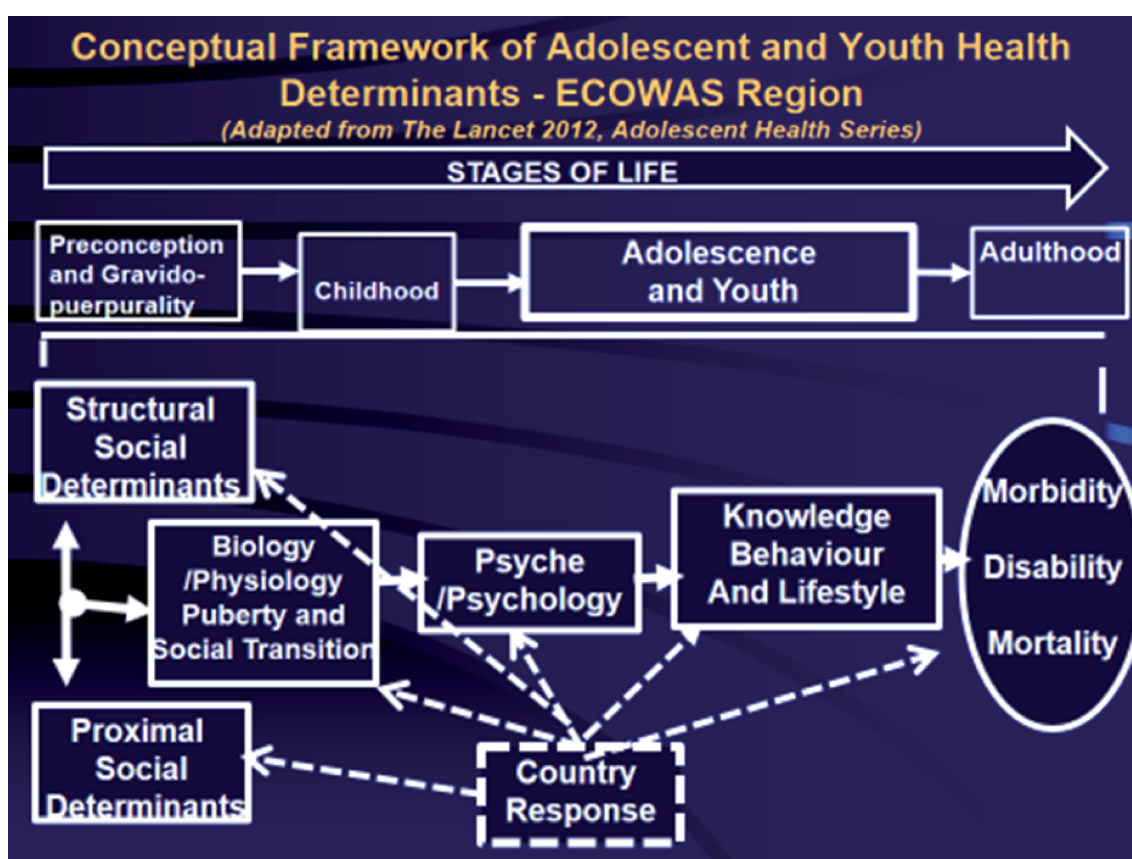 Conceptual Framework of Adolescent and Youth Health
Determinants - ECOWAS Region
(Adapted from The Lancet 2012, Adolescent Health Series)
STAGES OF LIFE
Preconception
and Gravido-
puerpurality
Childhood
Adolescence
and Youth
Adulthood
Structural
Social
Determinants
Biology
/Physiology
Puberty and
Social Transition
Psyche
/Psychology
Knowledge
Behaviour
And Lifestyle
Morbidity
Disability
Mortality
Proximal
Social
Determinants
Country
Response